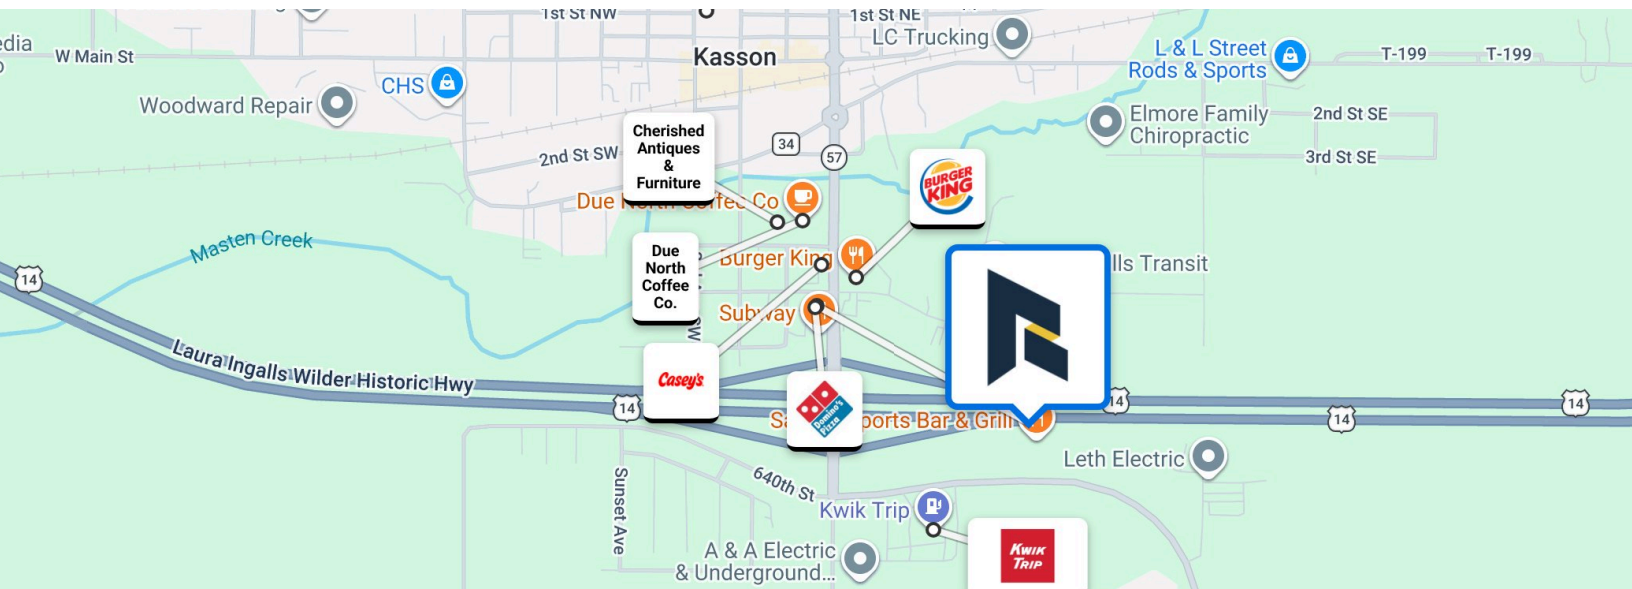 1st St NW
1st St NE
LC Trucking
edia
W Main St
Kasson
L & L Street
Rods & Sports
T-199
T-199
CHS
Woodward Repair
Elmore Family
Chiropractic
2nd St SE
3rd St SE
34
57
2nd St SW
Cherished
Antiques
&
Furniture
BURGER
KING
Due North Coffee Co
Masten Creek
Due
North
Coffee
Co.
Burger King
lls Transit
14
Subway
SW
Laura Ingalls Wilder Historic Hwy
Casey's
Domino's
Pizza
14
14
14
14
Sa
ports Bar & Grill
Leth Electric
640th St
Sunset Ave
Kwik Trip
A & A Electric
& Underground...
KWIK
TRIP